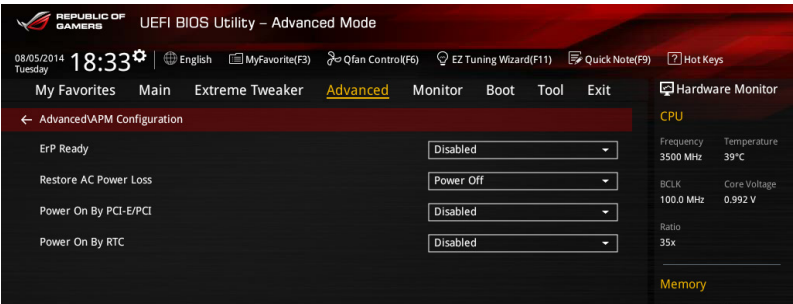 REPUBLIC OF
GAMERS
UEFI BIOS Utility – Advanced Mode
08/05/2014
Tuesday
18:33
English
MyFavorite(F3)
Qfan Control(F6)
EZ Tuning Wizard(F11)
Quick Note(F9)
? Hot Keys
My Favorites Main Extreme Tweaker Advanced Monitor Boot Tool Exit
Hardware Monitor
← Advanced\APM Configuration
ErP Ready Disabled
Restore AC Power Loss Power Off
Power On By PCI-E/PCI Disabled
Power On By RTC Disabled
CPU
Frequency Temperature
3500 MHz 39°C
BCLK Core Voltage
100.0 MHz 0.992 V
Ratio
35x
Memory